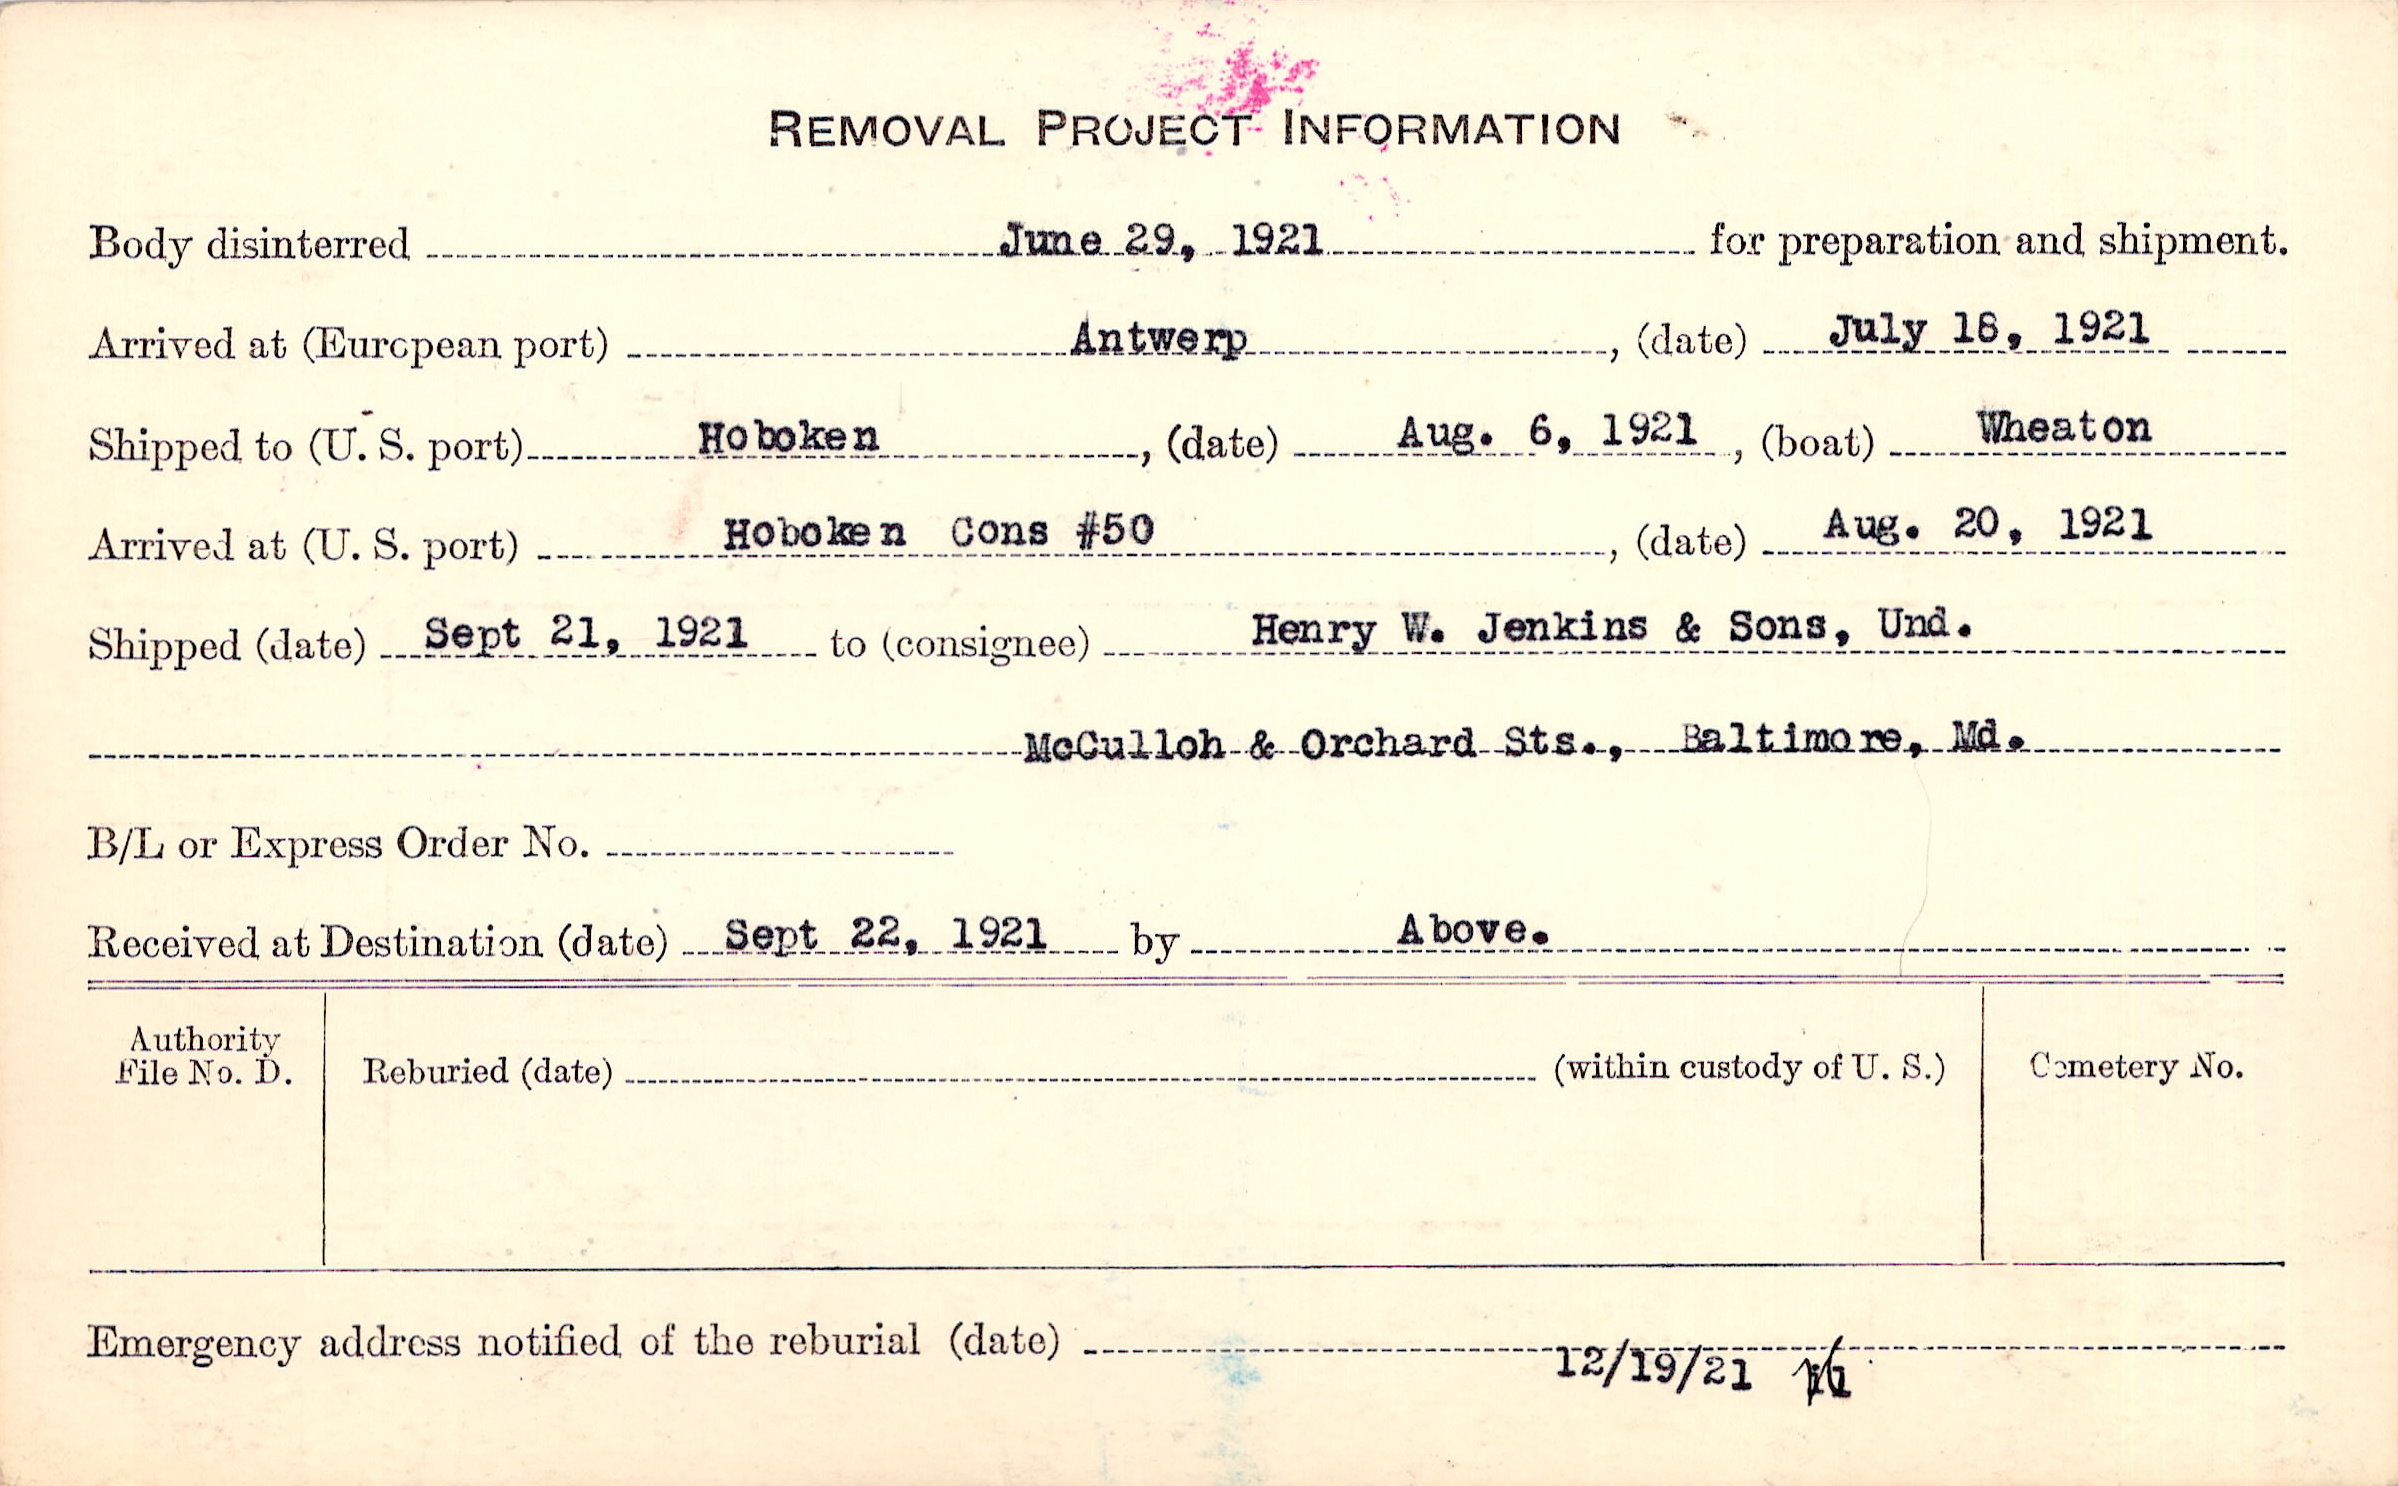 REMOVAL PROJECT INFORMATION
Body disinterred June 29, 1921 for preparation and shipment.
Arrived at (European port) Antwerp, (date) July 18, 1921
Shipped to (U. S. port) Hoboken, (date) Aug. 6, 1921, (boat) Wheaton
Arrived at (U. S. port) Hoboken Cons #50, (date) Aug. 20, 1921
Shipped (date) Sept 21, 1921 to (consignee) Henry W. Jenkins & Sons, Und.
McCulloh & Orchard Sts., Baltimore, Md.
B/L or Express Order No.
Received at Destination (date) Sept 22, 1921 by Above.
Authority
File No. D.
Reburied (date) (within custody of U. S.)
Cemetery No.
Emergency address notified of the reburial (date)
12/19/21